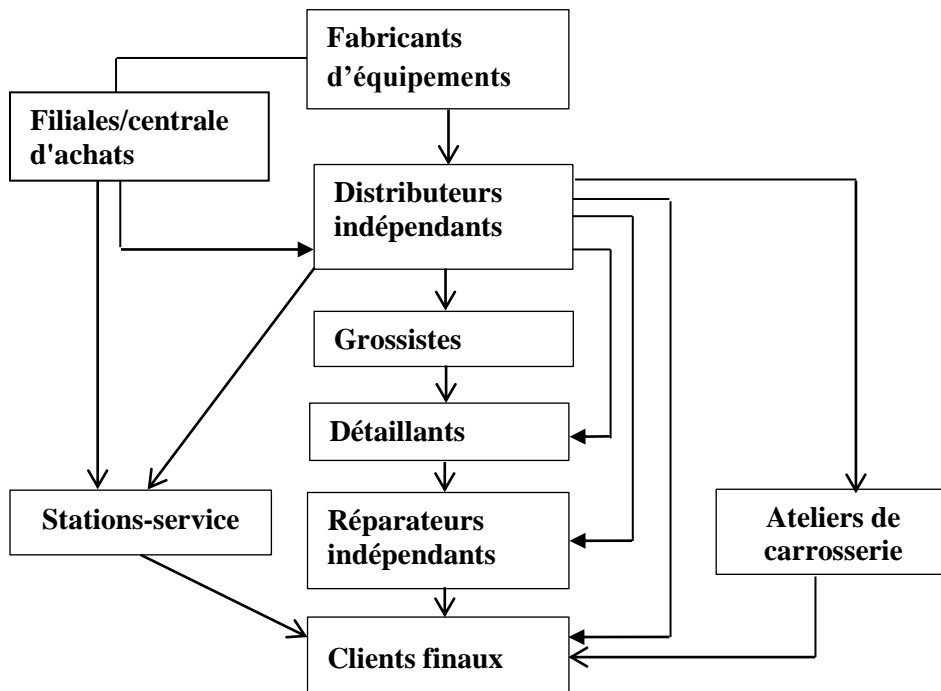 Fabricants
d’équipements
Filiales/centrale
d'achats
Distributeurs
indépendants
Grossistes
Détaillants
Stations-service
Réparateurs
indépendants
Ateliers de
carrosserie
Clients finaux